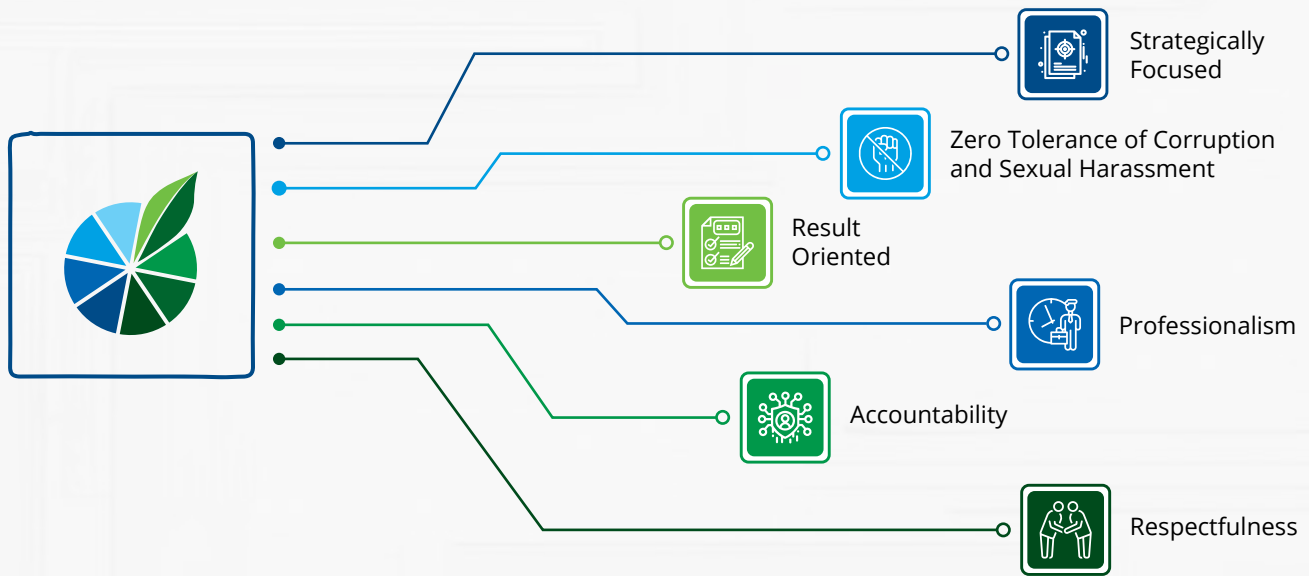 Strategically
Focused
Zero Tolerance of Corruption
and Sexual Harassment
Result
Oriented
Professionalism
Accountability
Respectfulness